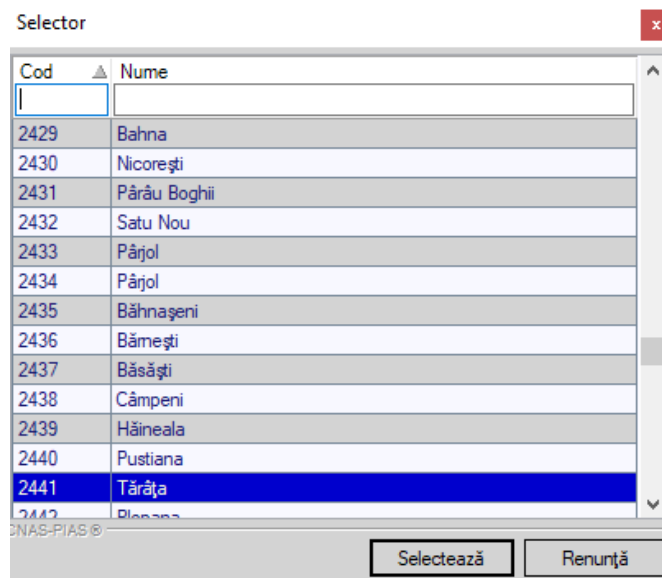 Selector
x
Cod Nume
2429 Bahna
2430 Nicoreşti
2431 Pârâu Boghii
2432 Satu Nou
2433 Pârjol
2434 Pârjol
2435 Băhnaşeni
2436 Bărneşti
2437 Băsăşti
2438 Câmpeni
2439 Hăineala
2440 Pustiana
2441 Tărâţa
2442
CNAS-PIAS®
Selectează Renunţă